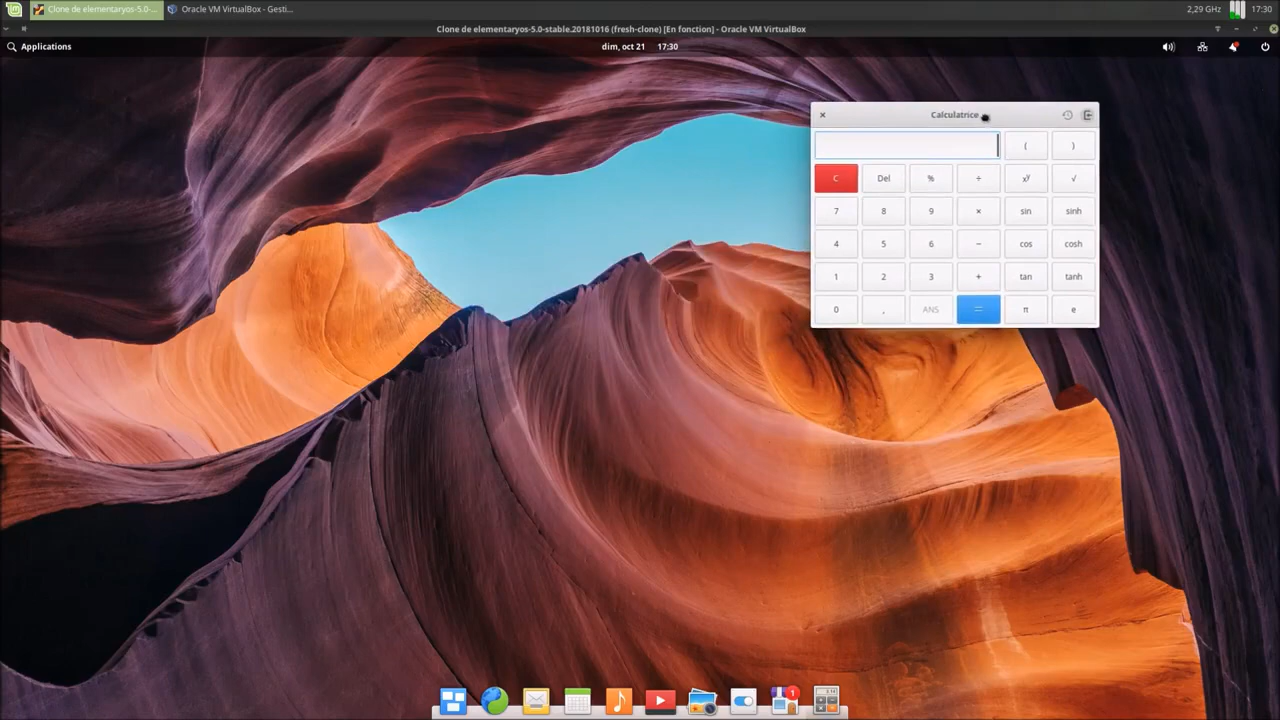 Clone de elementaryos-5.0-... Oracle VM VirtualBox - Gesti... 2,29 GHz 17:30
Clone de elementaryos-5.0-stable.20181016 (fresh-clone) [En fonction] - Oracle VM VirtualBox
Applications dim, oct 21 17:30
Calculatrice
( )
C Del % ÷ xʸ √
7 8 9 × sin sinh
4 5 6 − cos cosh
1 2 3 + tan tanh
0 , ANS = π e
1